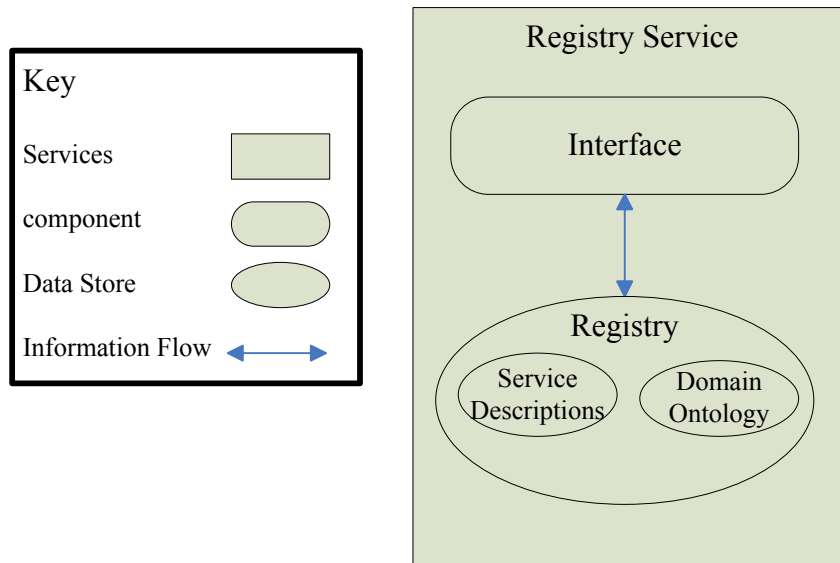 Key
Services
component
Data Store
Information Flow
Registry Service
Interface
Registry
Service
Descriptions
Domain
Ontology